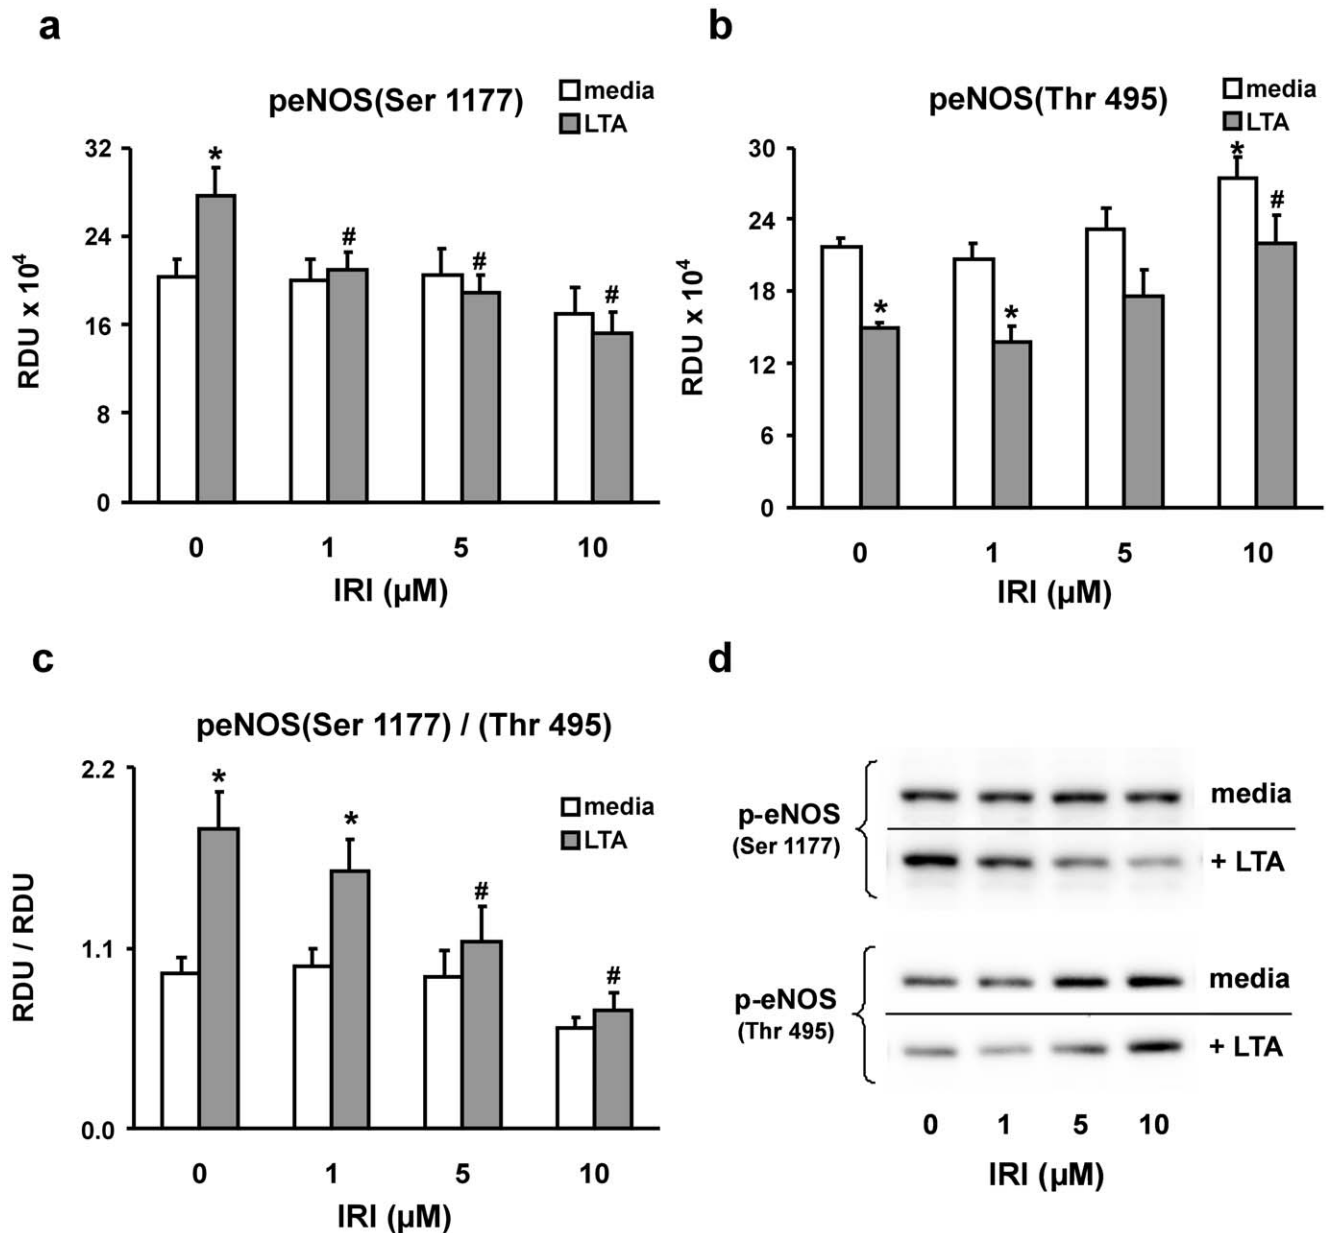 a
peNOS(Ser 1177)
media
LTA
*
#
#
#
32
24
16
8
0
RDU x 10⁴
0 1 5 10
IRI (µM)
b
peNOS(Thr 495)
media
LTA
*
*
*
#
30
24
18
12
6
0
RDU x 10⁴
0 1 5 10
IRI (µM)
c
peNOS(Ser 1177) / (Thr 495)
media
LTA
*
*
#
#
2.2
1.1
0.0
RDU / RDU
0 1 5 10
IRI (µM)
d
p-eNOS
(Ser 1177)
media
+ LTA
p-eNOS
(Thr 495)
media
+ LTA
0 1 5 10
IRI (µM)